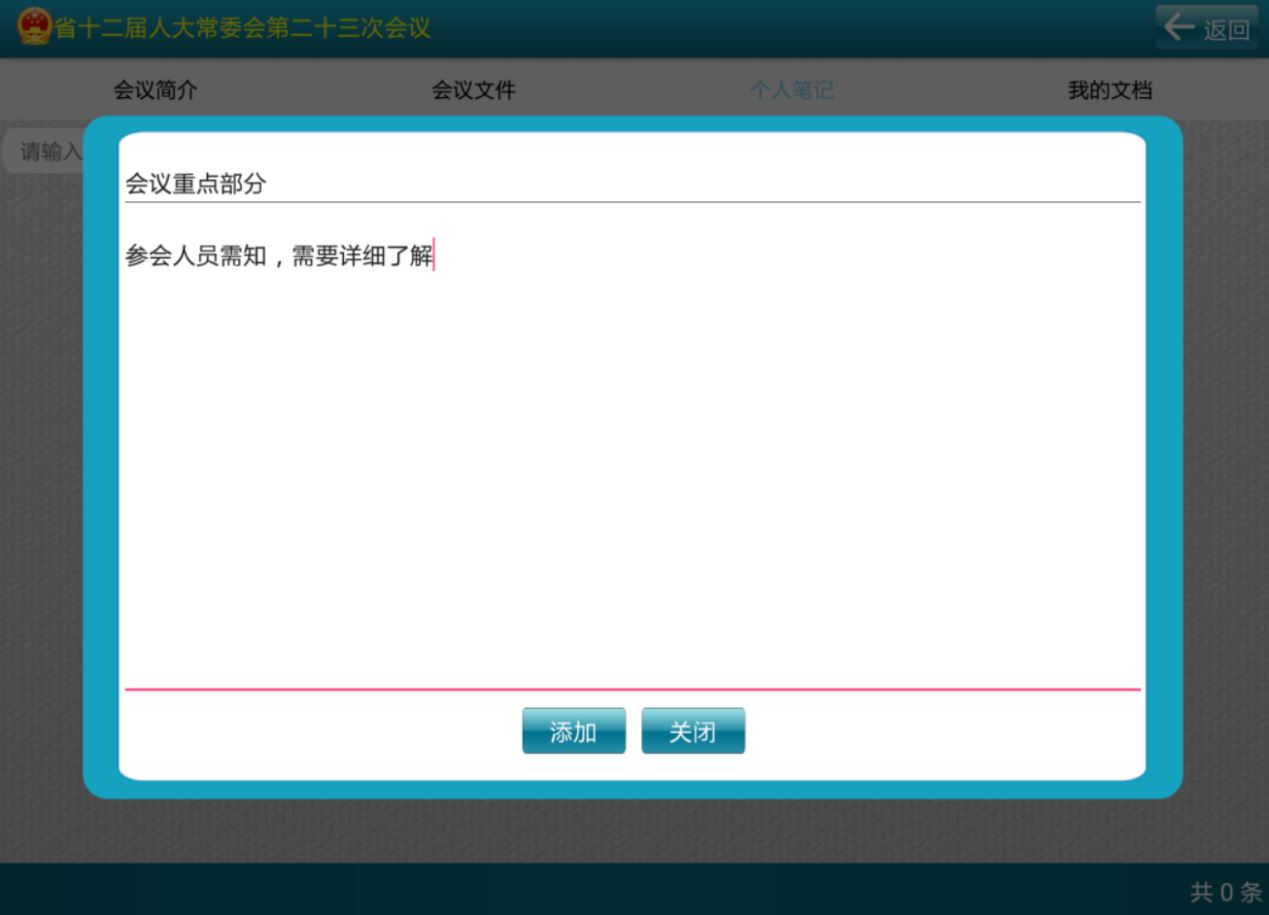 省十二届人大常委会第二十三次会议
返回
会议简介
会议文件
个人笔记
我的文档
请输入
会议重点部分
参会人员需知，需要详细了解
添加
关闭
共 0 条